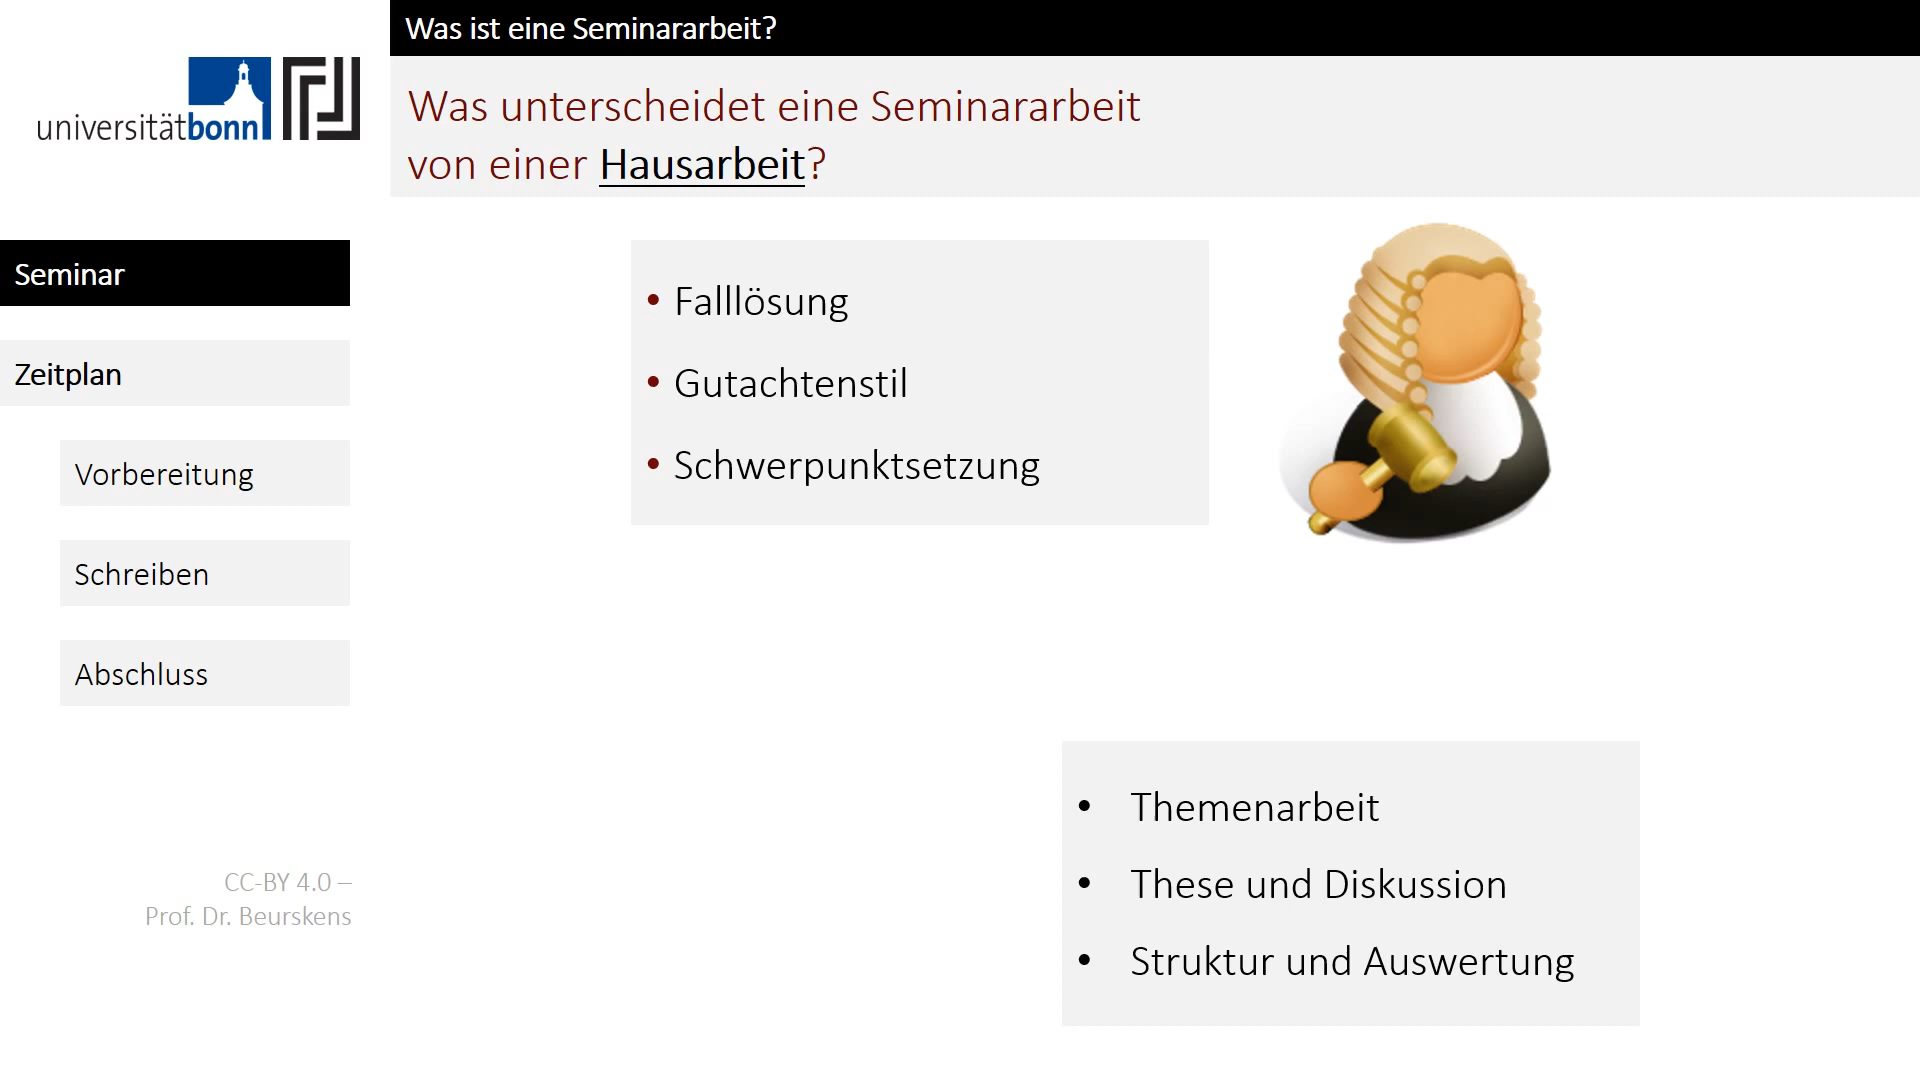 Was ist eine Seminararbeit?
universitätbonn
Was unterscheidet eine Seminararbeit
von einer Hausarbeit?
Seminar
Zeitplan
Vorbereitung
Schreiben
Abschluss
CC-BY 4.0 –
Prof. Dr. Beurskens
• Falllösung
• Gutachtenstil
• Schwerpunktsetzung
• Themenarbeit
• These und Diskussion
• Struktur und Auswertung